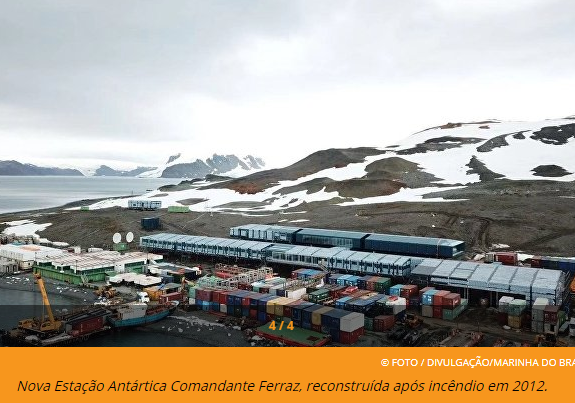 4 / 4
© FOTO / DIVULGAÇÃO/MARINHA DO BRA
Nova Estação Antártica Comandante Ferraz, reconstruída após incêndio em 2012.